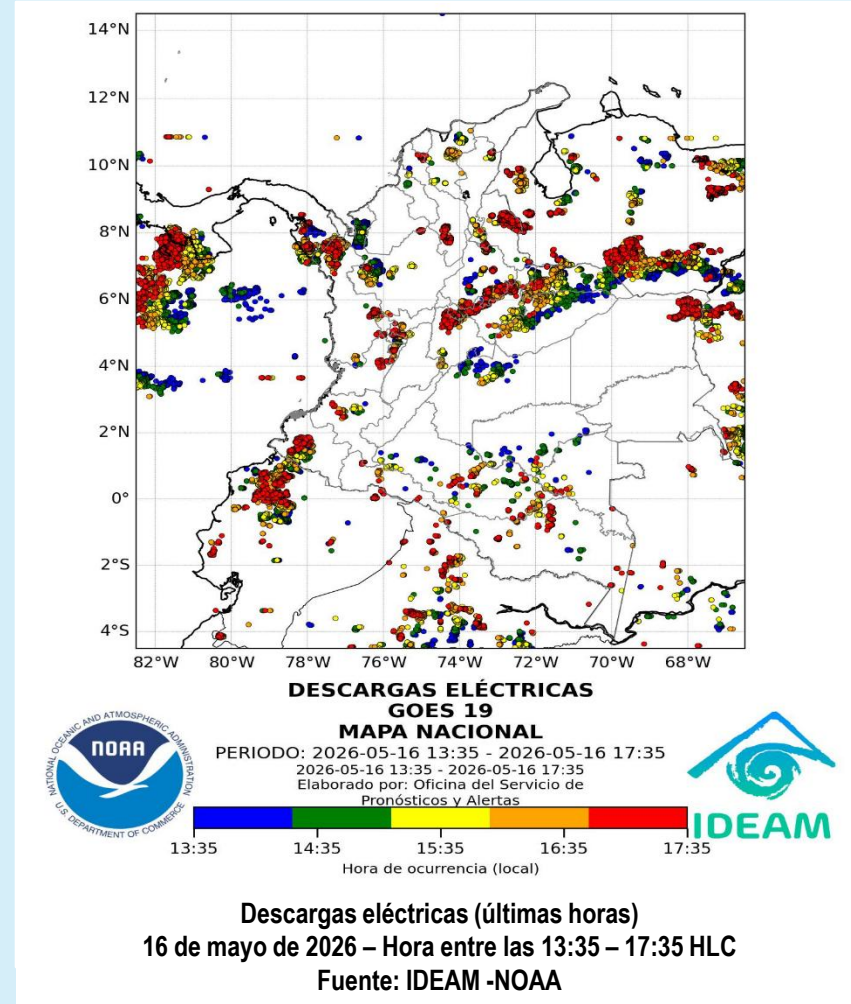 14°N
12°N
10°N
8°N
6°N
4°N
2°N
0°
2°S
4°S
82°W 80°W 78°W 76°W 74°W 72°W 70°W 68°W
DESCARGAS ELÉCTRICAS
GOES 19
MAPA NACIONAL
PERIODO: 2026-05-16 13:35 - 2026-05-16 17:35
2026-05-16 13:35 - 2026-05-16 17:35
Elaborado por: Oficina del Servicio de
Pronósticos y Alertas
NATIONAL OCEANIC AND ATMOSPHERIC ADMINISTRATION
NOAA
U.S. DEPARTMENT OF COMMERCE
IDEAM
13:35 14:35 15:35 16:35 17:35
Hora de ocurrencia (local)
Descargas eléctricas (últimas horas)
16 de mayo de 2026 – Hora entre las 13:35 – 17:35 HLC
Fuente: IDEAM -NOAA